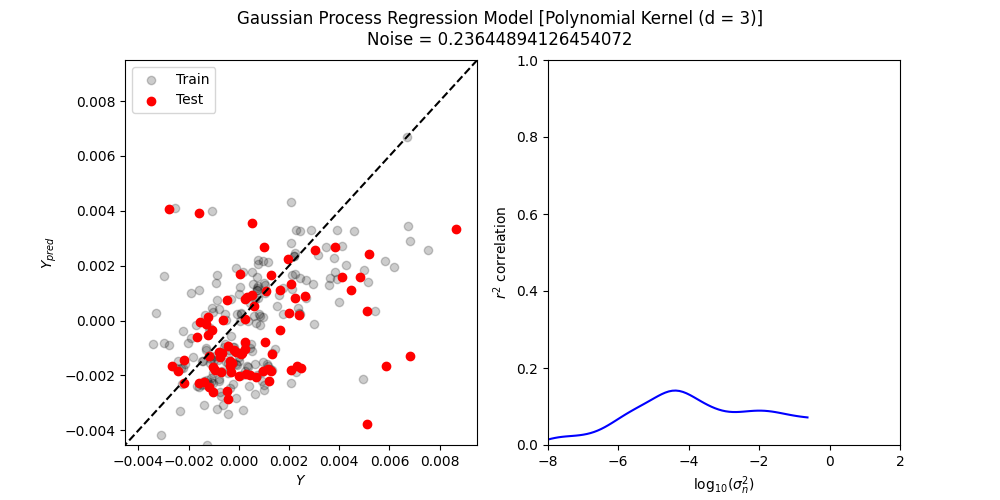 Gaussian Process Regression Model [Polynomial Kernel (d = 3)]
Noise = 0.23644894126454072
Train
Test
0.008
0.006
0.004
0.002
0.000
−0.002
−0.004
Y_pred
−0.004 −0.002 0.000 0.002 0.004 0.006 0.008
Y
1.0
0.8
0.6
0.4
0.2
0.0
r² correlation
−8 −6 −4 −2 0 2
log₁₀(σₙ²)